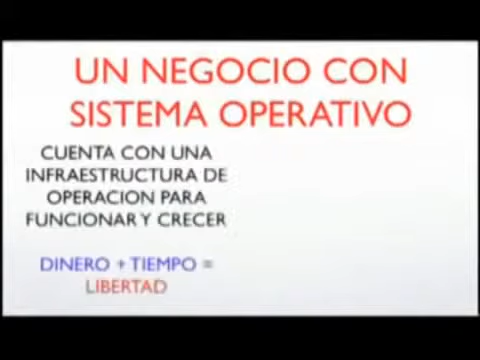 UN NEGOCIO CON
SISTEMA OPERATIVO
CUENTA CON UNA
INFRAESTRUCTURA DE
OPERACION PARA
FUNCIONAR Y CRECER
DINERO + TIEMPO =
LIBERTAD